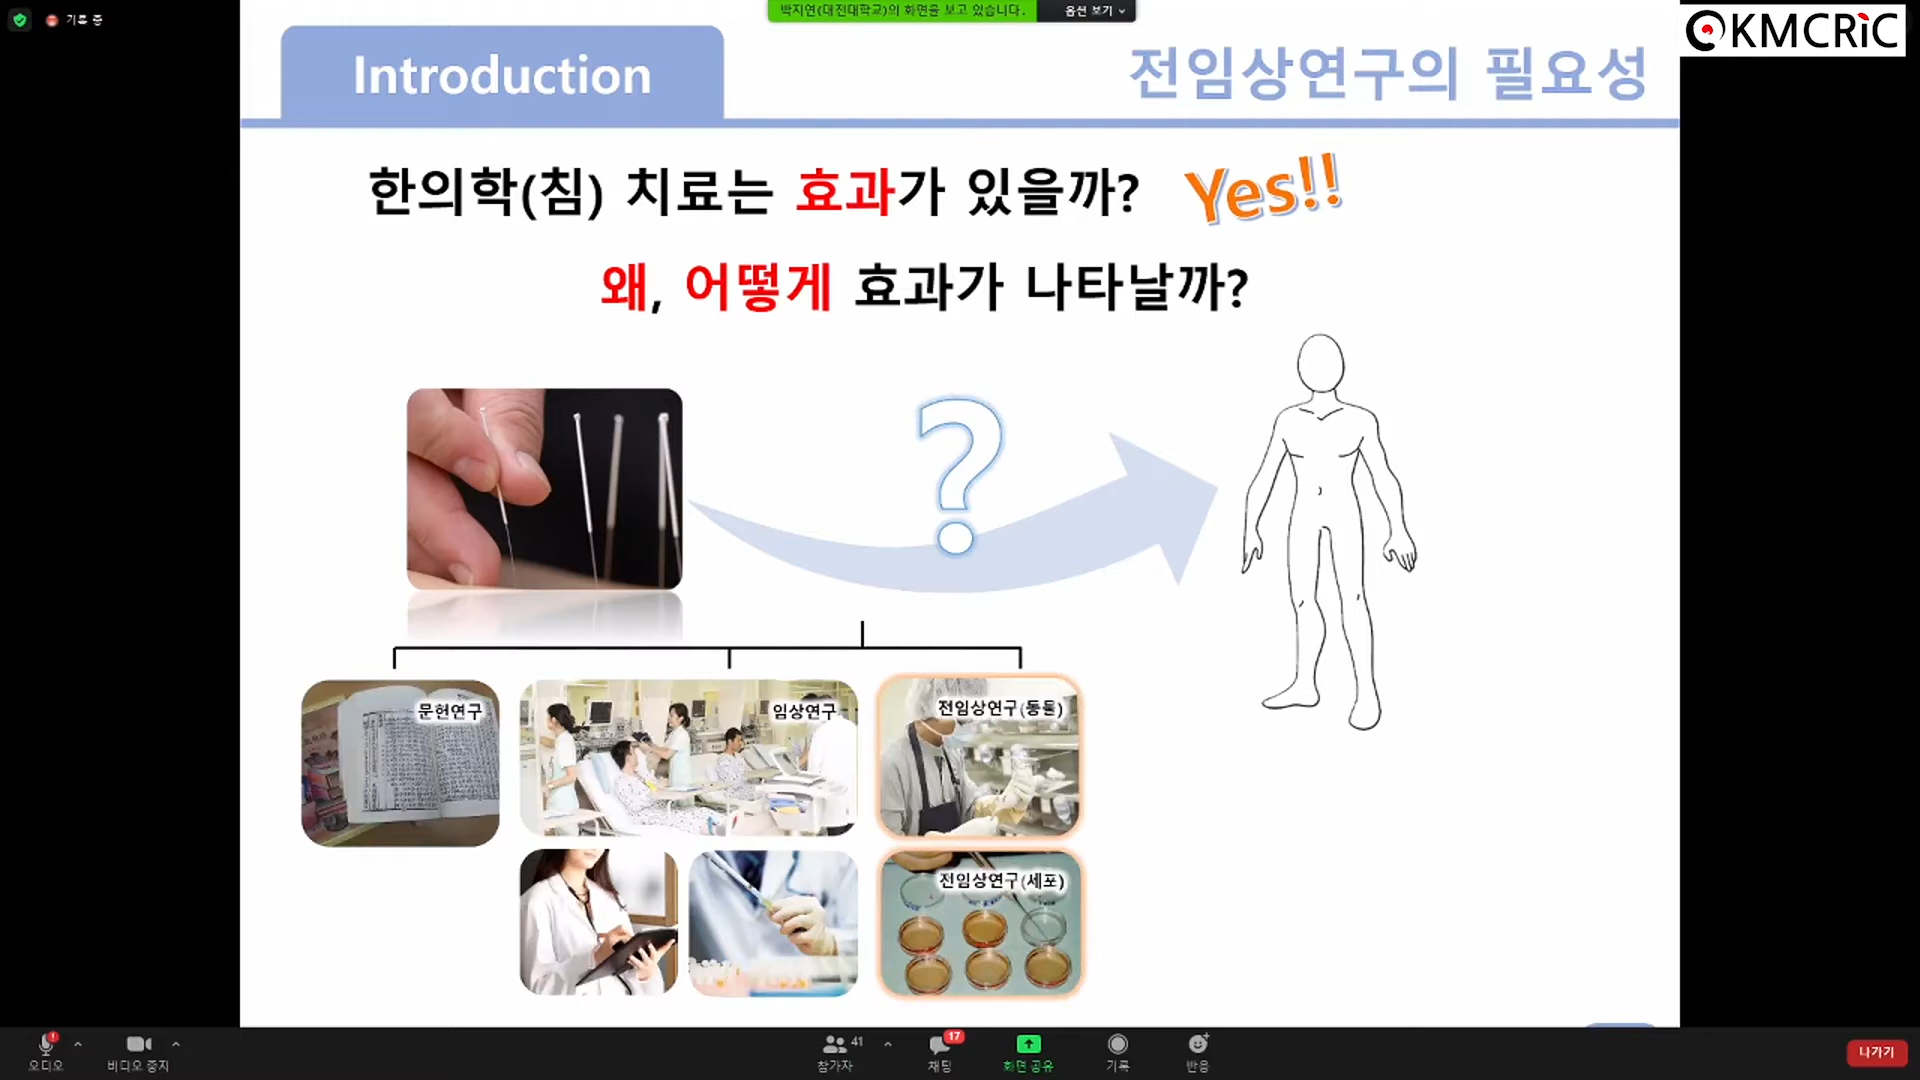 기록 중
박지연(대전대학교)의 화면을 보고 있습니다.
옵션 보기
KMCRiC
Introduction
전임상연구의 필요성
한의학(침) 치료는 효과가 있을까? Yes!!
왜, 어떻게 효과가 나타날까?
?
문헌연구
임상연구
전임상연구(동물)
전임상연구(세포)
오디오
비디오 중지
41
참가자
17
채팅
화면 공유
기록
반응
나가기